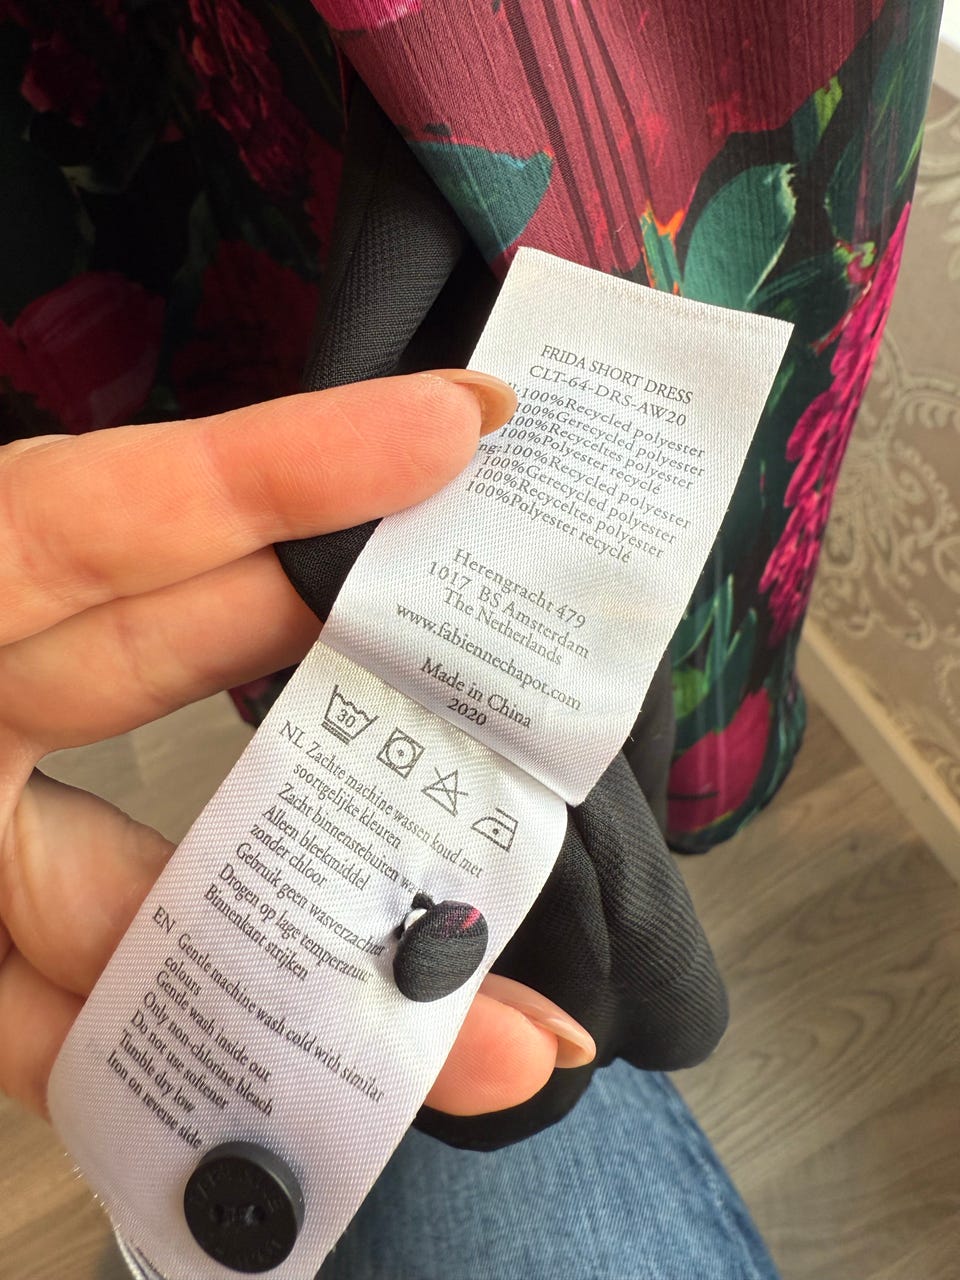 FRIDA SHORT DRESS
CLT-64-DRS-AW20
100%Recycled polyester
100%Gerecycled polyester
100%Recyceltes polyester
100%Polyester recyclé
100%Recycled polyester
100%Gerecycled polyester
100%Recyceltes polyester
100%Polyester recyclé
Herengracht 479
1017 BS Amsterdam
The Netherlands
www.fabiennechapot.com
Made in China
2020
30
NL Zachte machine wassen koud met
soortgelijke kleuren
Zacht binnenstebuiten
Alleen bleekmiddel
zonder chloor
Gebruik geen wasverzachter
Drogen op lage temperatuur
Binnenkant strijken
EN Gentle machine wash cold with similar
colours
Gentle wash inside out
Only non-chlorine bleach
Do not use softener
Tumble dry low
Iron on reverse side